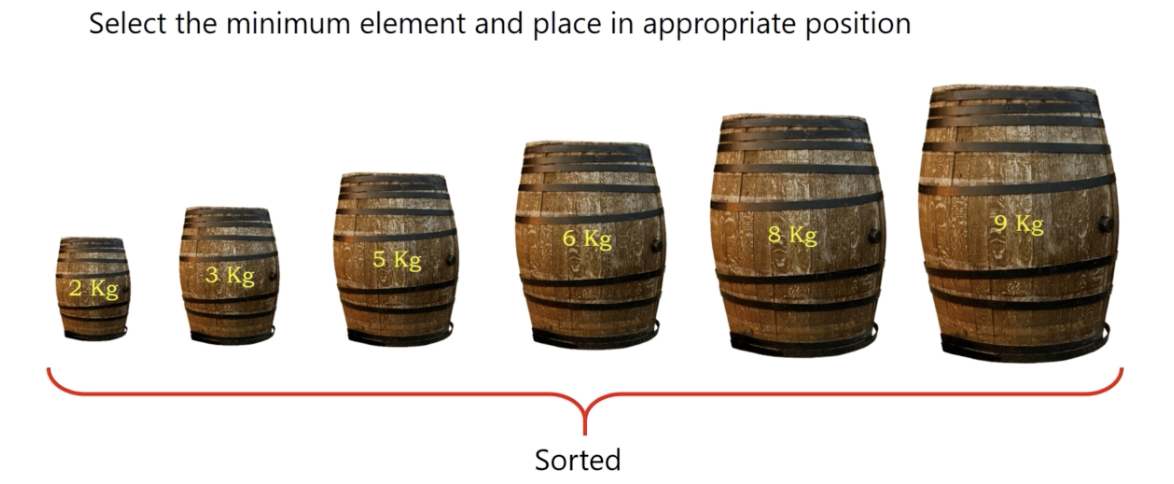 Select the minimum element and place in appropriate position
2 Kg
3 Kg
5 Kg
6 Kg
8 Kg
9 Kg
Sorted